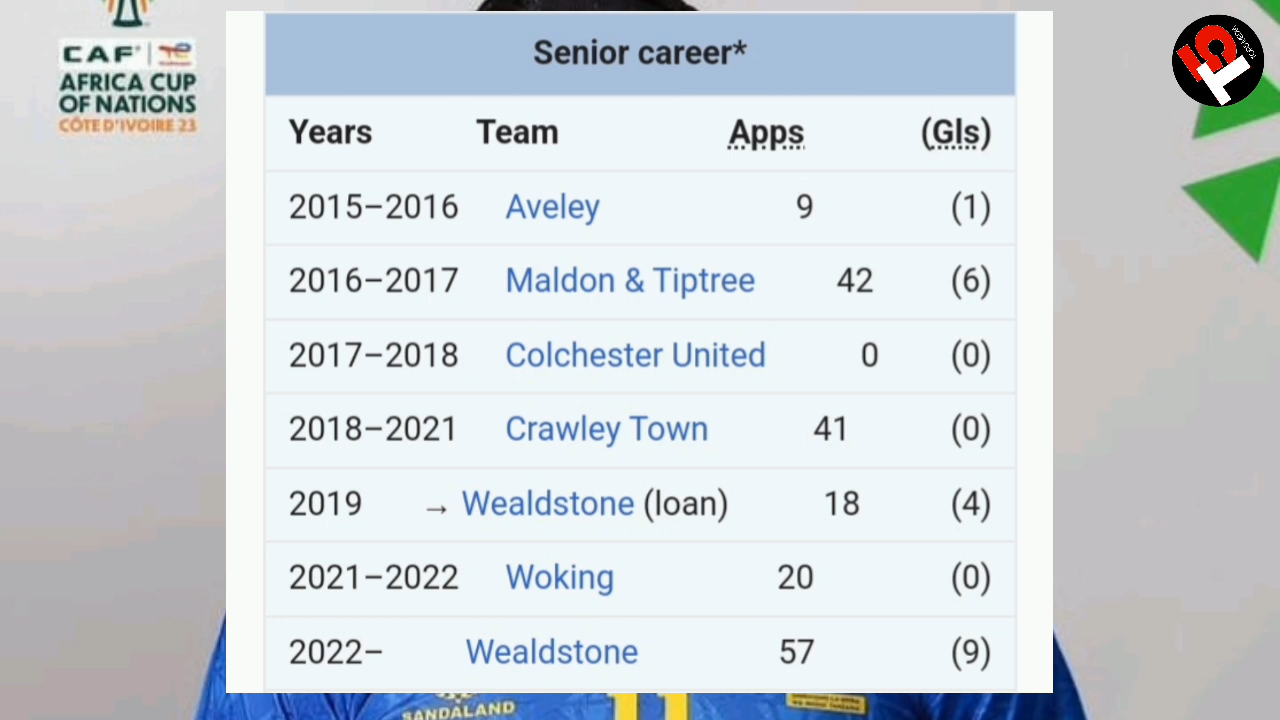 CAF
TotalEnergies
AFRICA CUP
OF NATIONS
CÔTE D'IVOIRE 23
Senior career*
Years Team Apps (Gls)
2015–2016 Aveley 9 (1)
2016–2017 Maldon & Tiptree 42 (6)
2017–2018 Colchester United 0 (0)
2018–2021 Crawley Town 41 (0)
2019 → Wealdstone (loan) 18 (4)
2021–2022 Woking 20 (0)
2022– Wealdstone 57 (9)
SANDALAND
11